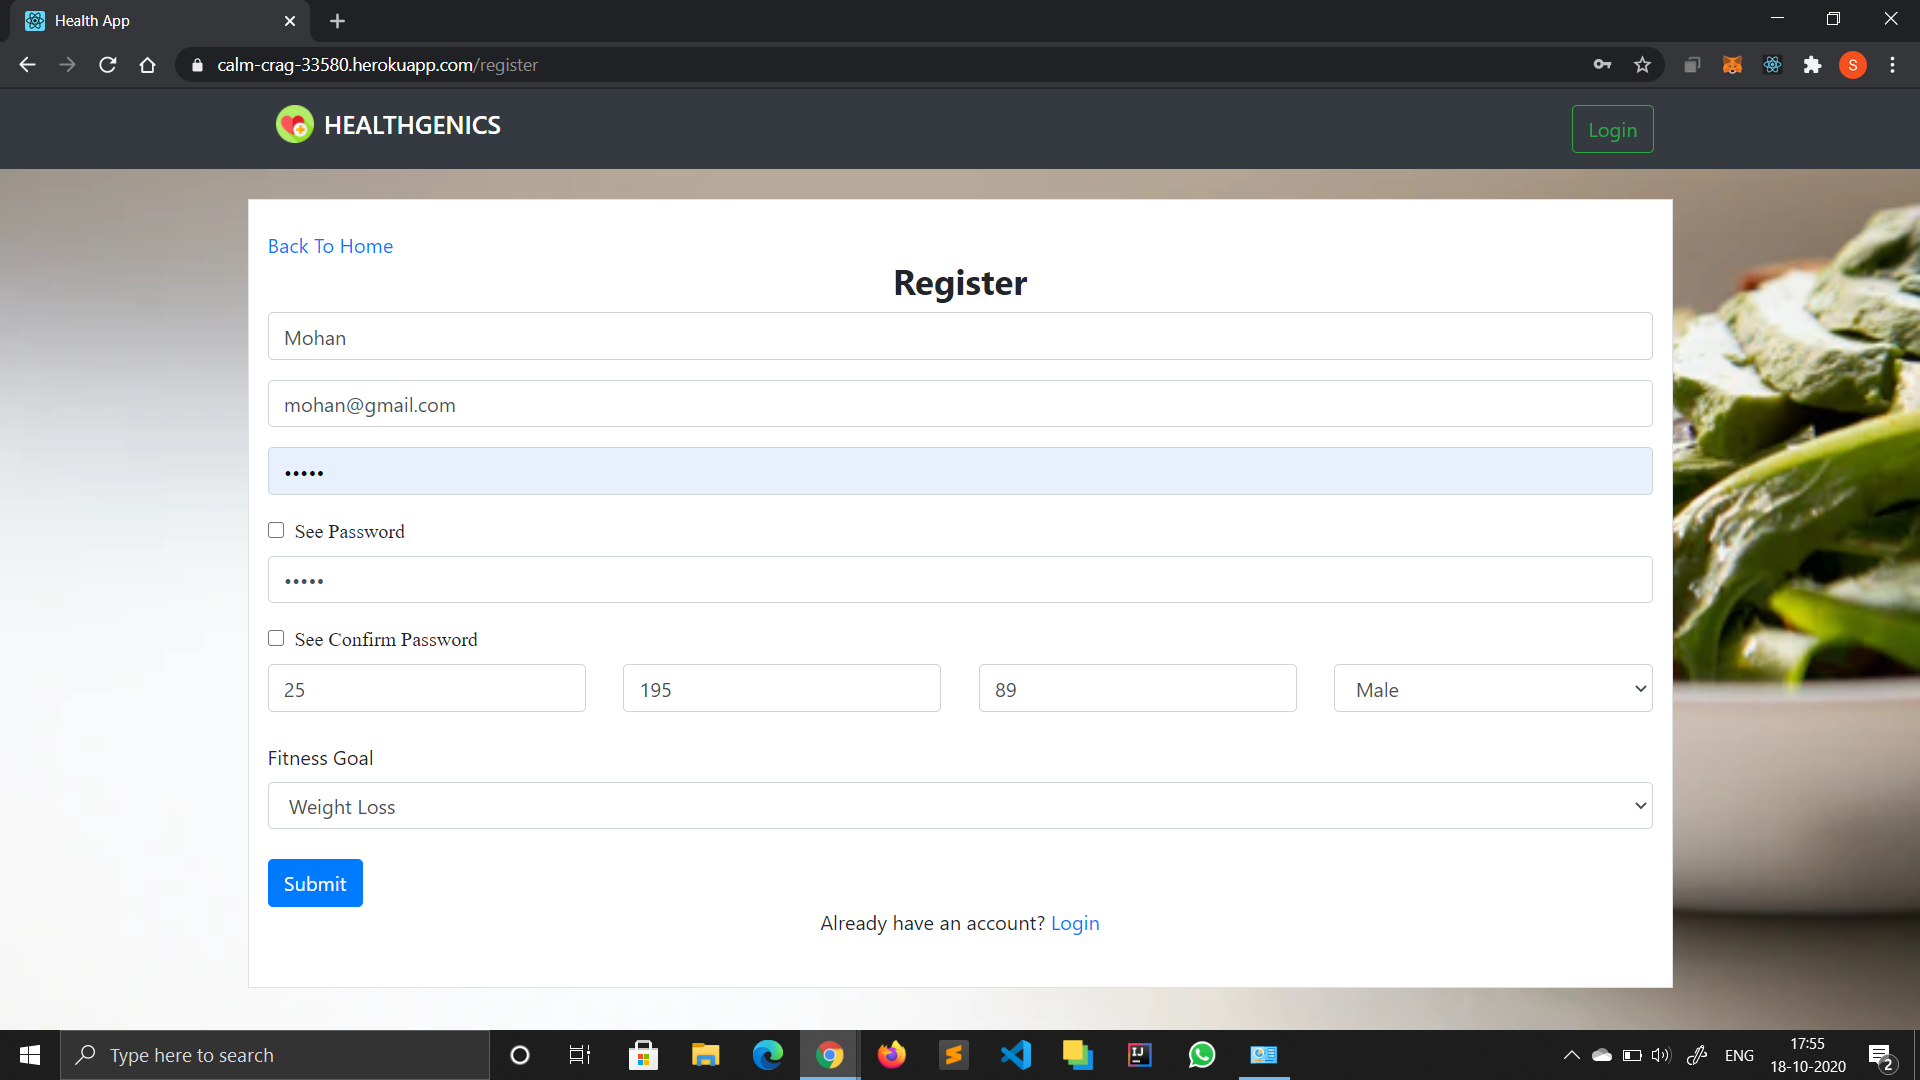 Health App
calm-crag-33580.herokuapp.com/register
S
HEALTHGENICS
Login
Back To Home
Register
Mohan
mohan@gmail.com
•••••
See Password
•••••
See Confirm Password
25 195 89 Male
Fitness Goal
Weight Loss
Submit
Already have an account? Login
Type here to search
IJ
ENG
17:55
18-10-2020
2